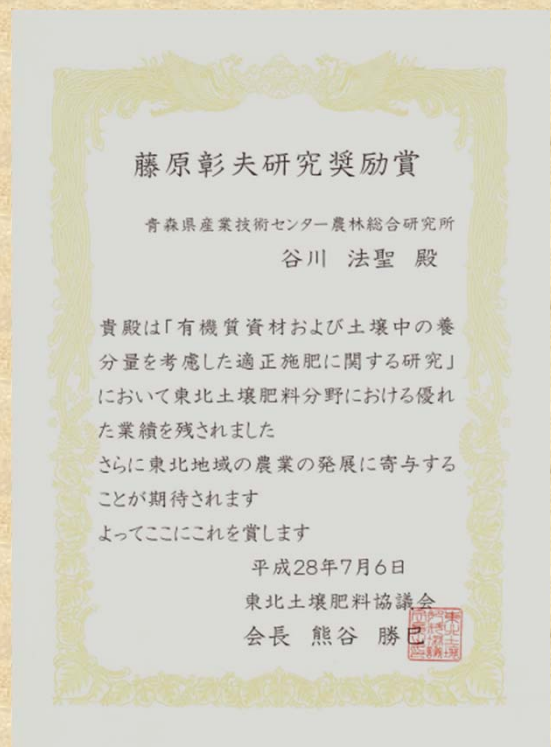 藤原彰夫研究奨励賞
青森県産業技術センター農林総合研究所
谷川 法聖 殿
貴殿は「有機質資材および土壌中の養
分量を考慮した適正施肥に関する研究」
において東北土壌肥料分野における優れ
た業績を残されました
さらに東北地域の農業の発展に寄与する
ことが期待されます
よってここにこれを賞します
平成28年7月6日
東北土壌肥料協議会
会長 熊谷 勝巳